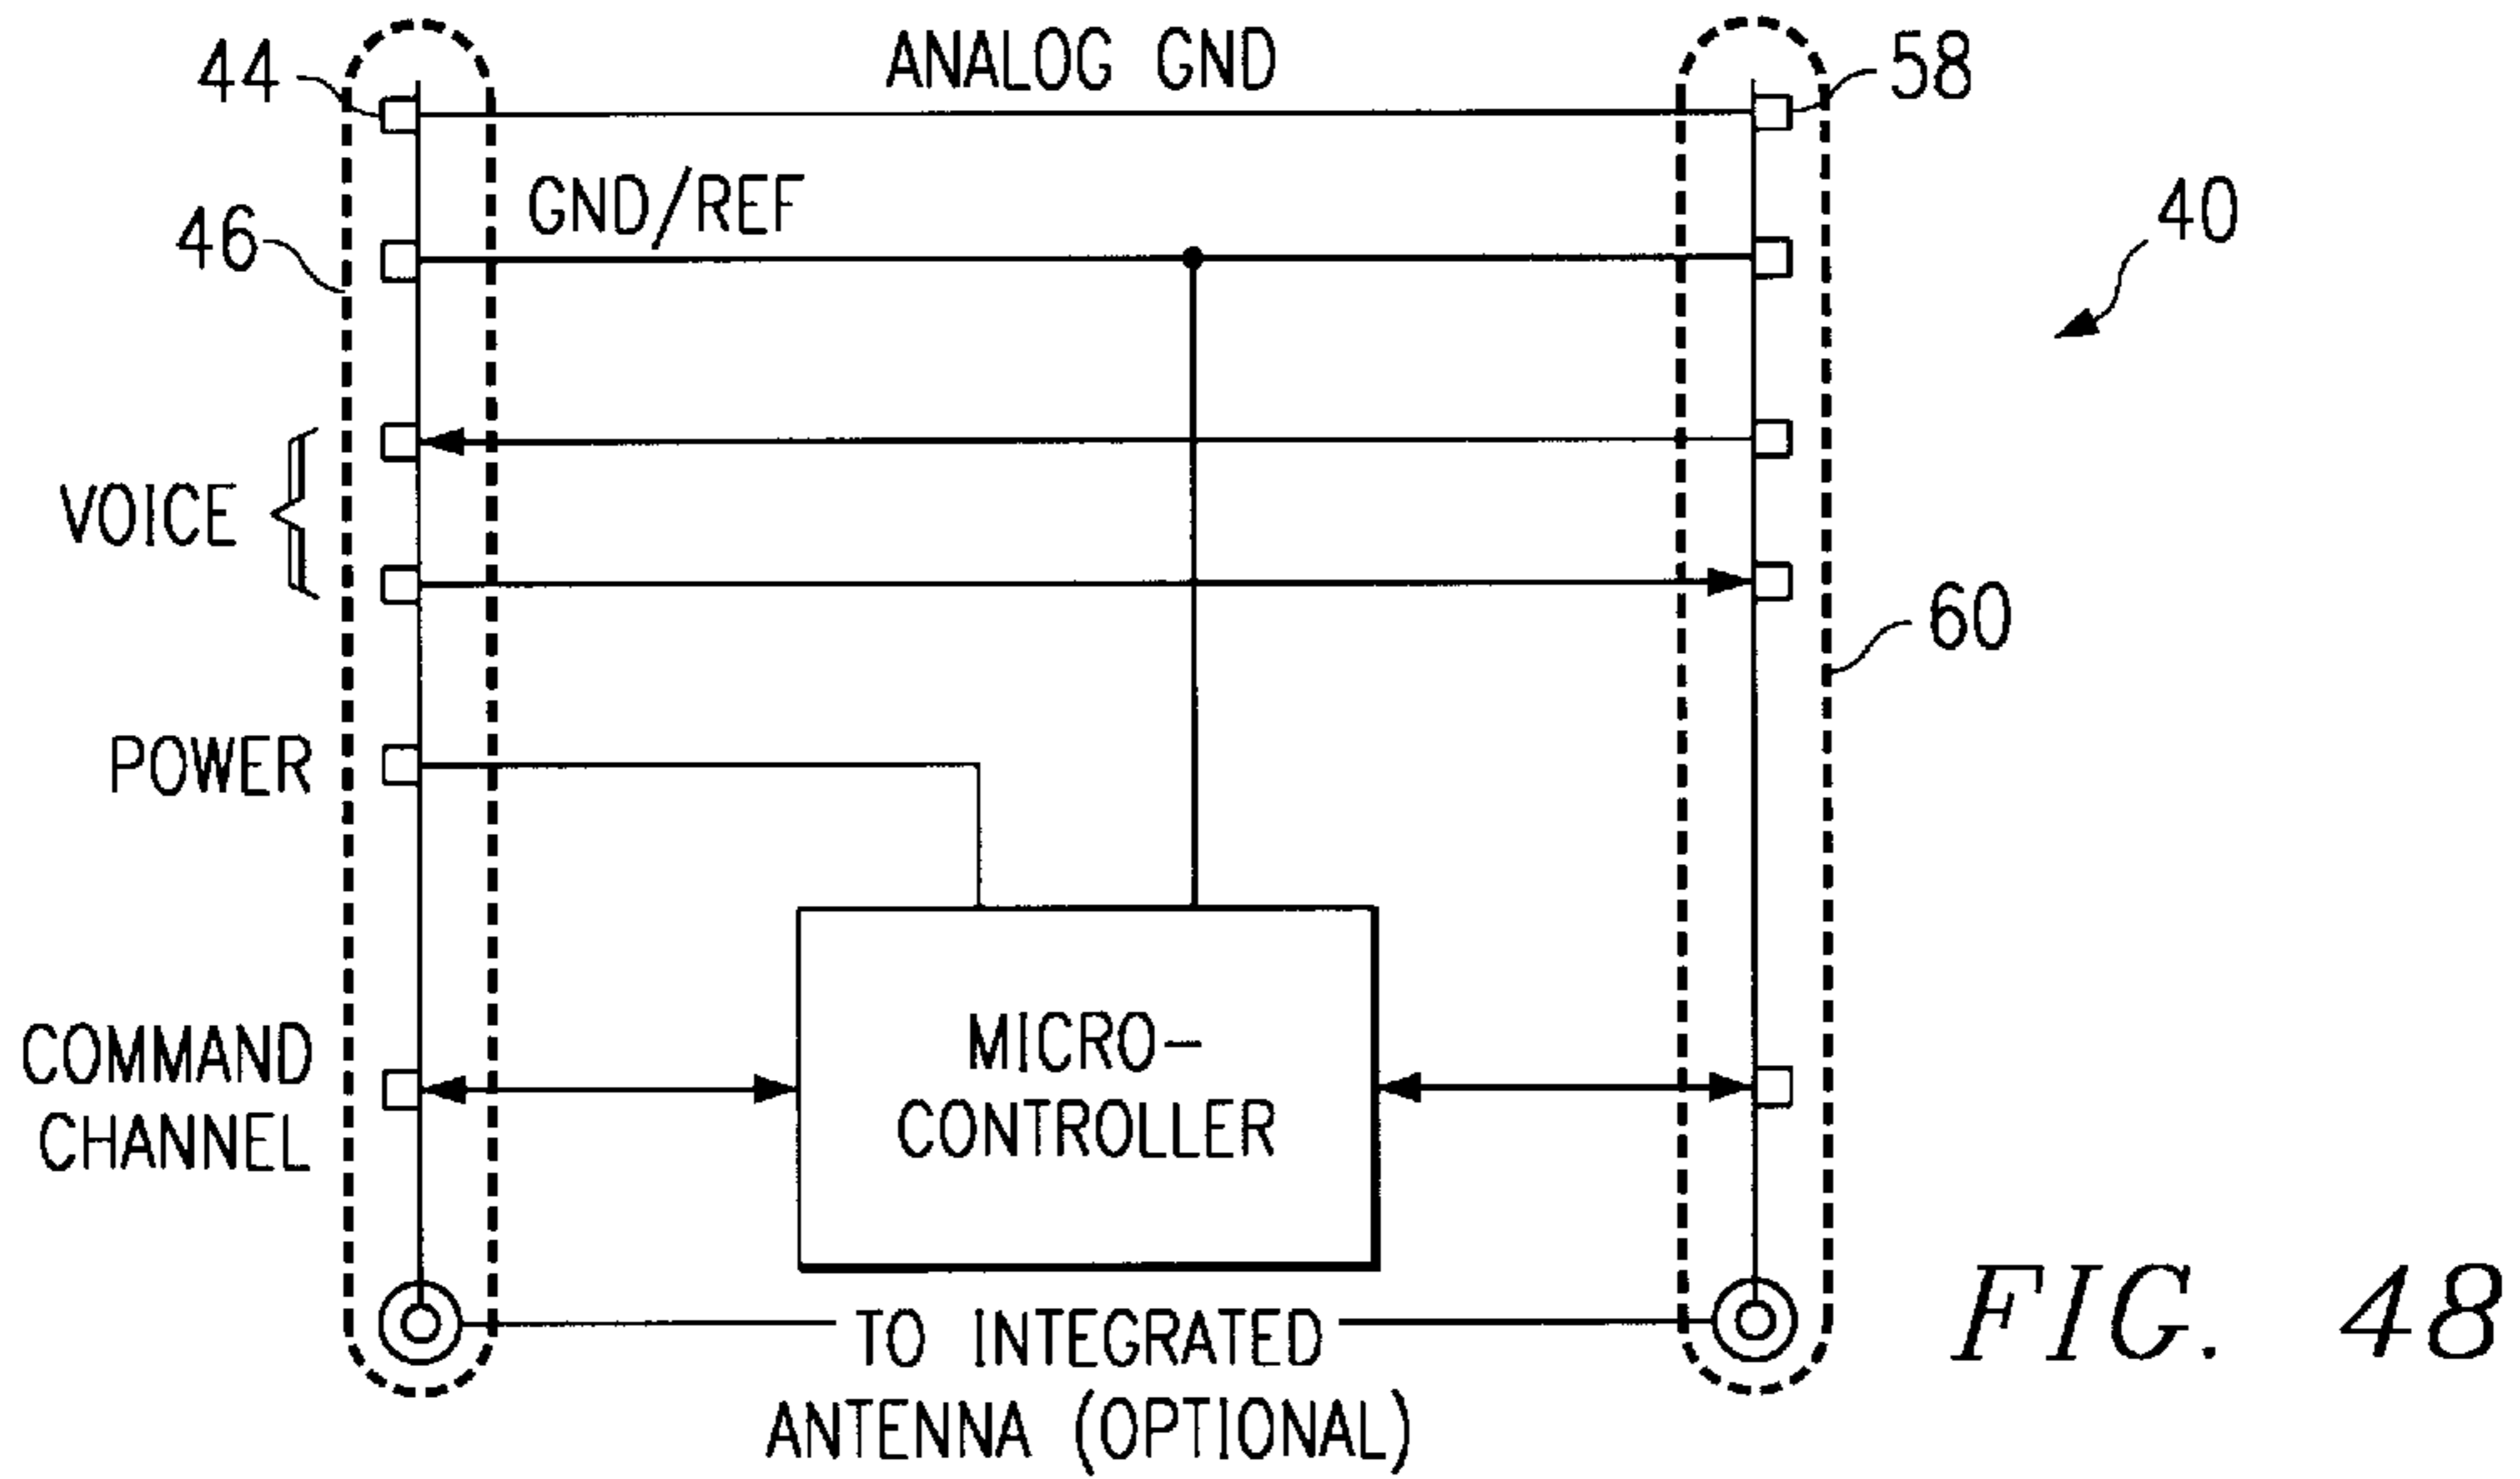 ANALOG GND
44
58
GND/REF
46
40
VOICE
60
POWER
MICRO-
CONTROLLER
COMMAND
CHANNEL
TO INTEGRATED
ANTENNA (OPTIONAL)
FIG. 48